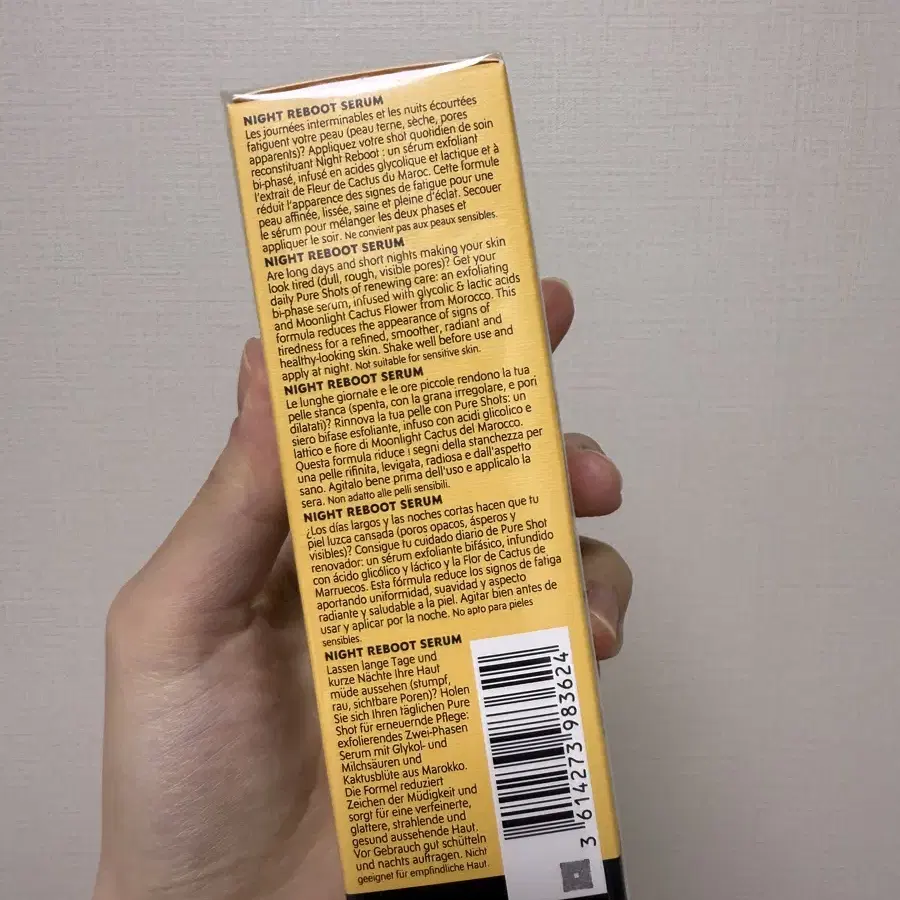 NIGHT REBOOT SERUM
Les journées interminables et les nuits écourtées
fatiguent votre peau (peau terne, sèche, pores
apparents)? Appliquez votre shot quotidien de soin
reconstituant Night Reboot : un sérum exfoliant
bi-phasé, infusé en acides glycolique et lactique et à
l'extrait de Fleur de Cactus du Maroc. Cette formule
réduit l'apparence des signes de fatigue pour une
peau affinée, lissée, saine et pleine d'éclat. Secouer
le sérum pour mélanger les deux phases et
appliquer le soir. Ne convient pas aux peaux sensibles.
NIGHT REBOOT SERUM
Are long days and short nights making your skin
look tired (dull, rough, visible pores)? Get your
daily Pure Shots of renewing care: an exfoliating
bi-phase serum, infused with glycolic & lactic acids
and Moonlight Cactus Flower from Morocco. This
formula reduces the appearance of signs of
tiredness for a refined, smoother, radiant and
healthy-looking skin. Shake well before use and
apply at night. Not suitable for sensitive skin.
NIGHT REBOOT SERUM
Le lunghe giornate e le ore piccole rendono la tua
pelle stanca (spenta, con la grana irregolare, e pori
dilatati)? Rinnova la tua pelle con Pure Shots: un
siero bifase esfoliante, infuso con acidi glicolico e
lattico e fiore di Moonlight Cactus del Marocco.
Questa formula riduce i segni della stanchezza per
una pelle rifinita, levigata, radiosa e dall'aspetto
sano. Agitalo bene prima dell'uso e applicalo la
sera. Non adatto alle pelli sensibili.
NIGHT REBOOT SERUM
¿Los días largos y las noches cortas hacen que tu
piel luzca cansada (poros opacos, ásperos y
visibles)? Consigue tu cuidado diario de Pure Shot
renovador: un sérum exfoliante bifásico, infundido
con ácido glicólico y láctico y la Flor de Cactus de
Marruecos. Esta fórmula reduce los signos de fatiga
aportando uniformidad, suavidad y aspecto
radiante y saludable a la piel. Agitar bien antes de
usar y aplicar por la noche. No apto para pieles
sensibles.
NIGHT REBOOT SERUM
Lassen lange Tage und
kurze Nächte Ihre Haut
müde aussehen (stumpf,
rau, sichtbare Poren)? Holen
Sie sich Ihren täglichen Pure
Shot für erneuernde Pflege:
exfolierendes Zwei-Phasen
Serum mit Glykol- und
Milchsäuren und
Kaktusblüte aus Marokko.
Die Formel reduziert
Zeichen der Müdigkeit und
sorgt für eine verfeinerte,
glattere, strahlende und
gesund aussehende Haut.
Vor Gebrauch gut schütteln
und nachts auftragen. Nicht
geeignet für empfindliche Haut.
3 614273 983624